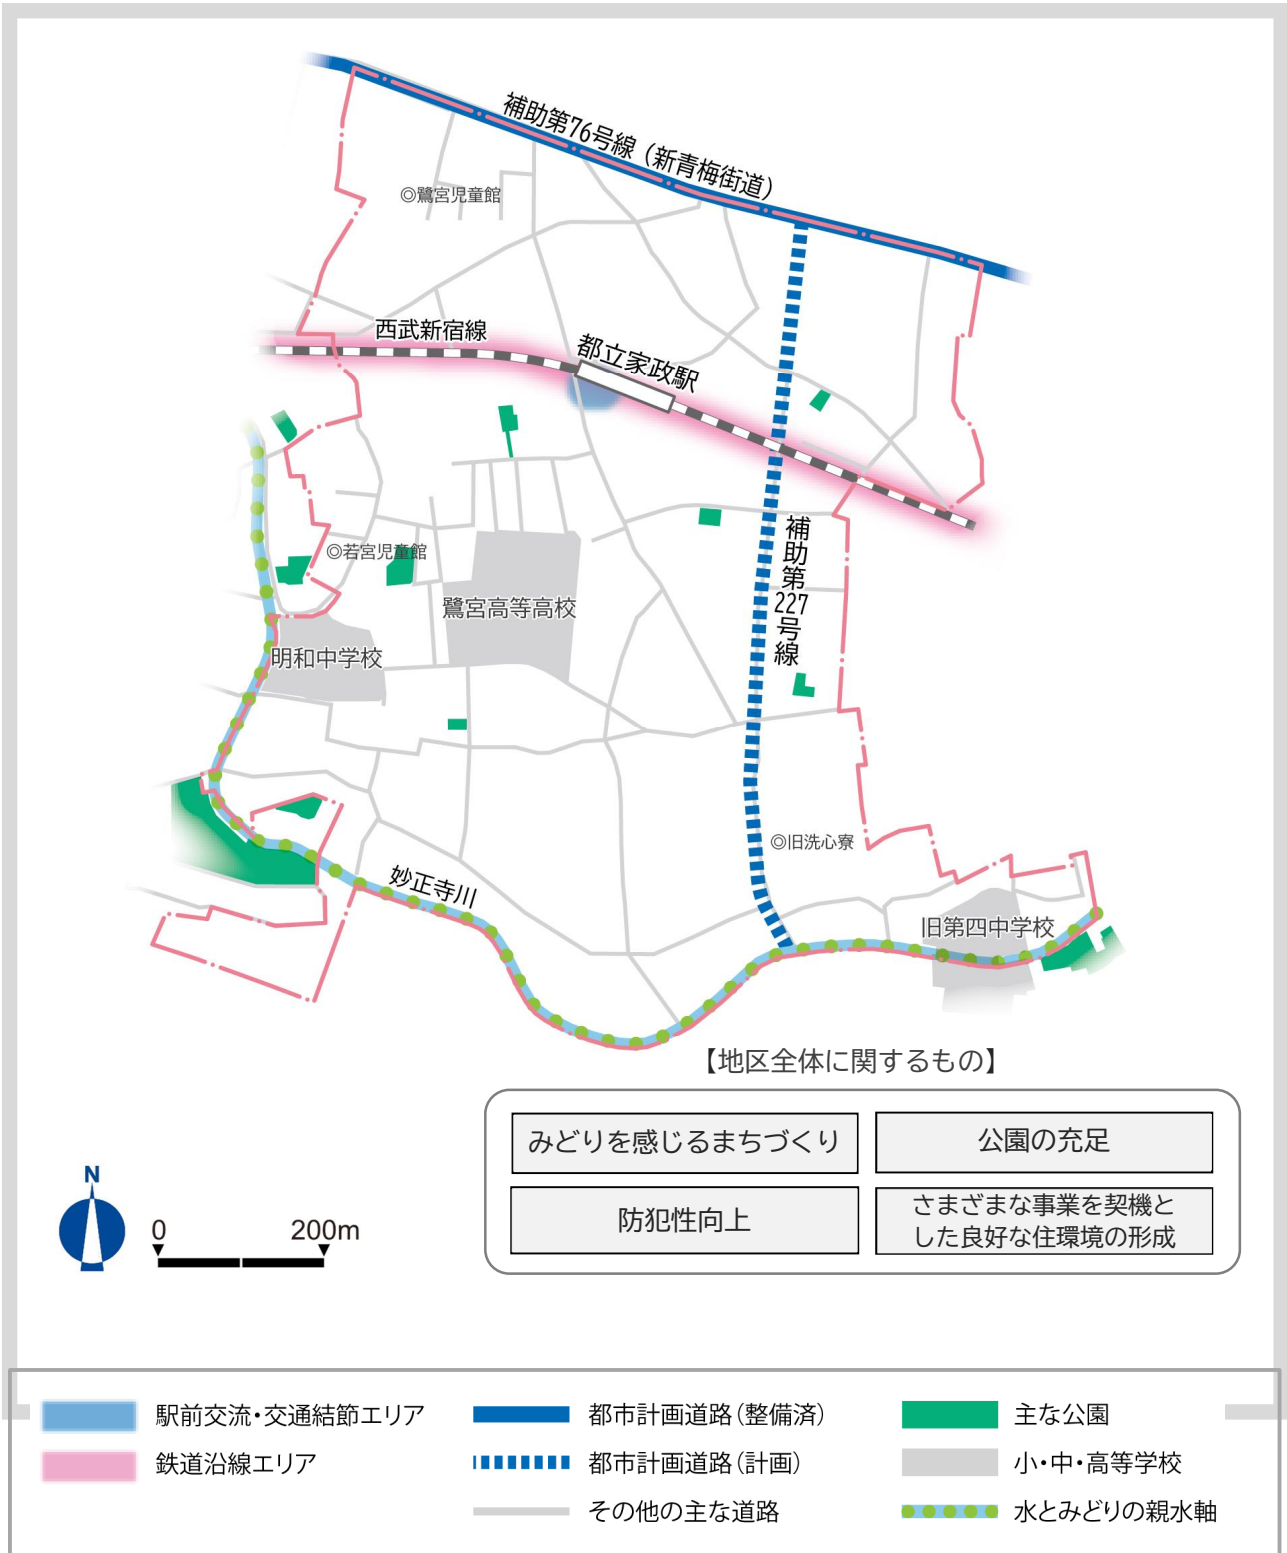 補助第76号線（新青梅街道）
◎鷺宮児童館
西武新宿線
都立家政駅
◎若宮児童館
補助第227号線
鷺宮高等高校
明和中学校
◎旧洗心寮
妙正寺川
旧第四中学校
【地区全体に関するもの】
みどりを感じるまちづくり
公園の充足
防犯性向上
さまざまな事業を契機と
した良好な住環境の形成
N
0 200m
駅前交流・交通結節エリア
鉄道沿線エリア
都市計画道路（整備済）
都市計画道路（計画）
その他の主な道路
主な公園
小・中・高等学校
水とみどりの親水軸